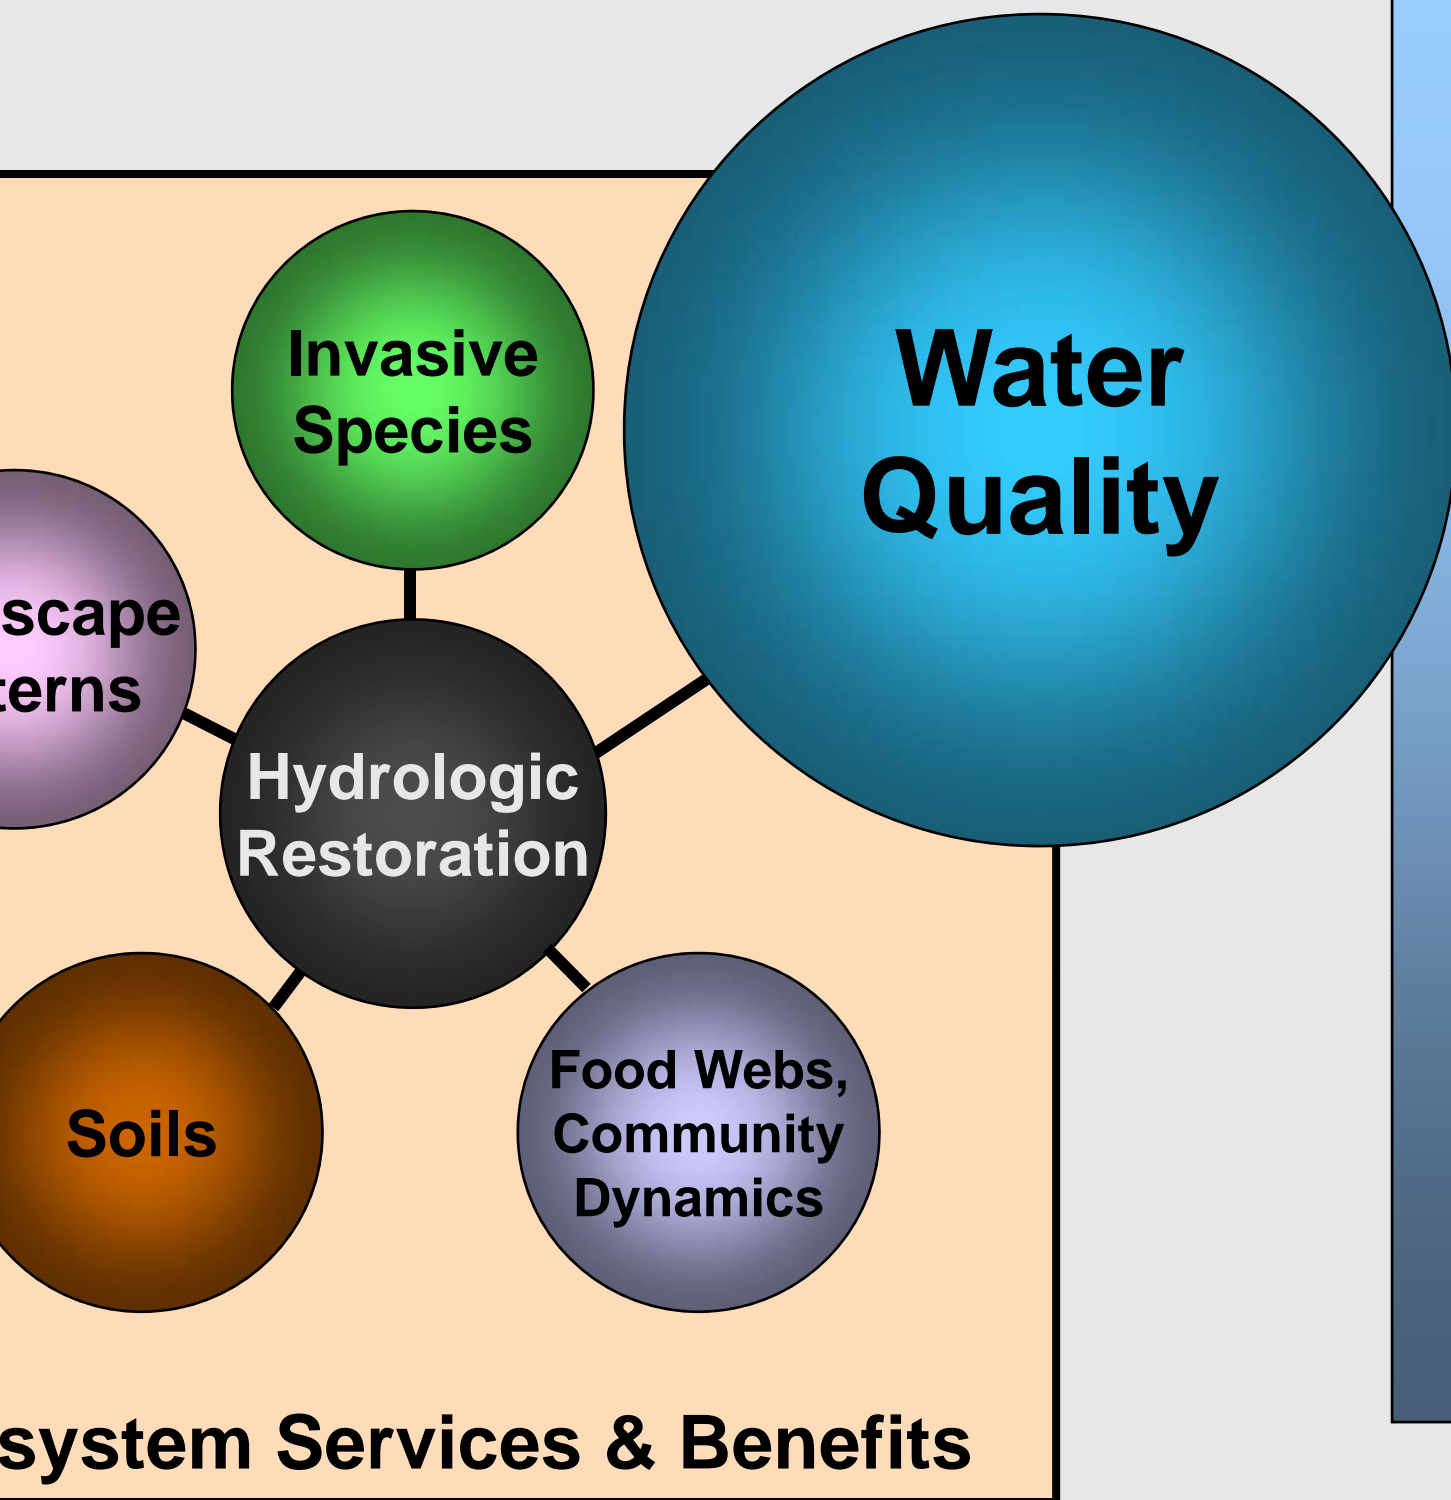 Invasive
Species
Water
Quality
scape
terns
Hydrologic
Restoration
Soils
Food Webs,
Community
Dynamics
system Services & Benefits